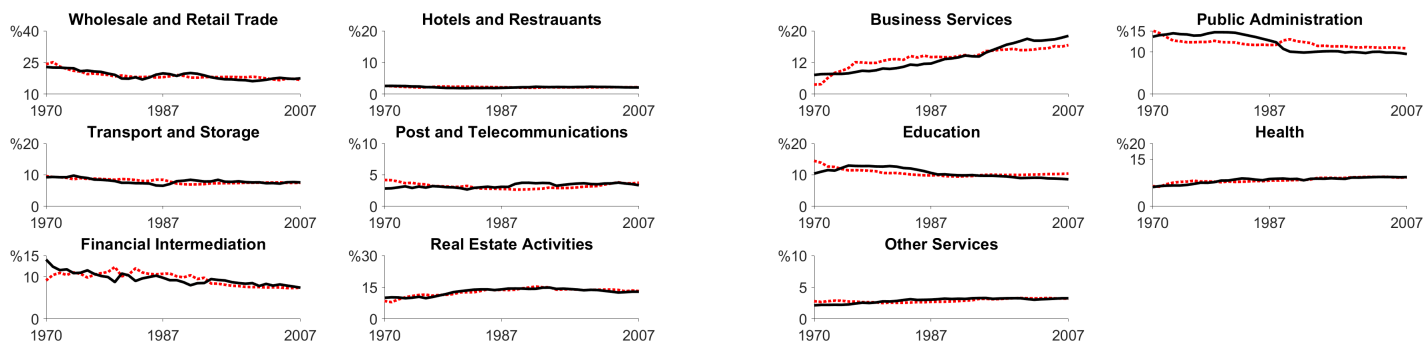 Wholesale and Retail Trade
%40
25
10
1970 1987 2007
Hotels and Restrauants
%20
10
0
1970 1987 2007
Business Services
%20
12
0
1970 1987 2007
Public Administration
%15
10
0
1970 1987 2007
Transport and Storage
%20
10
0
1970 1987 2007
Post and Telecommunications
%10
5
0
1970 1987 2007
Education
%20
10
0
1970 1987 2007
Health
%20
15
0
1970 1987 2007
Financial Intermediation
%15
10
0
1970 1987 2007
Real Estate Activities
%30
15
0
1970 1987 2007
Other Services
%10
5
0
1970 1987 2007